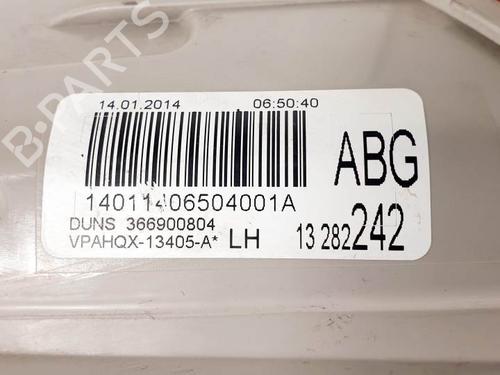 B-PARTS
14.01.2014 06:50:40
ABG
14011406504001A
DUNS 366900804
VPAHQX-13405-A* LH 13 282 242